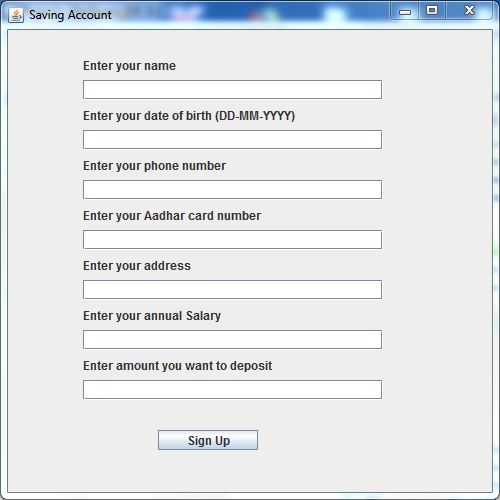 Saving Account
Enter your name
Enter your date of birth (DD-MM-YYYY)
Enter your phone number
Enter your Aadhar card number
Enter your address
Enter your annual Salary
Enter amount you want to deposit
Sign Up